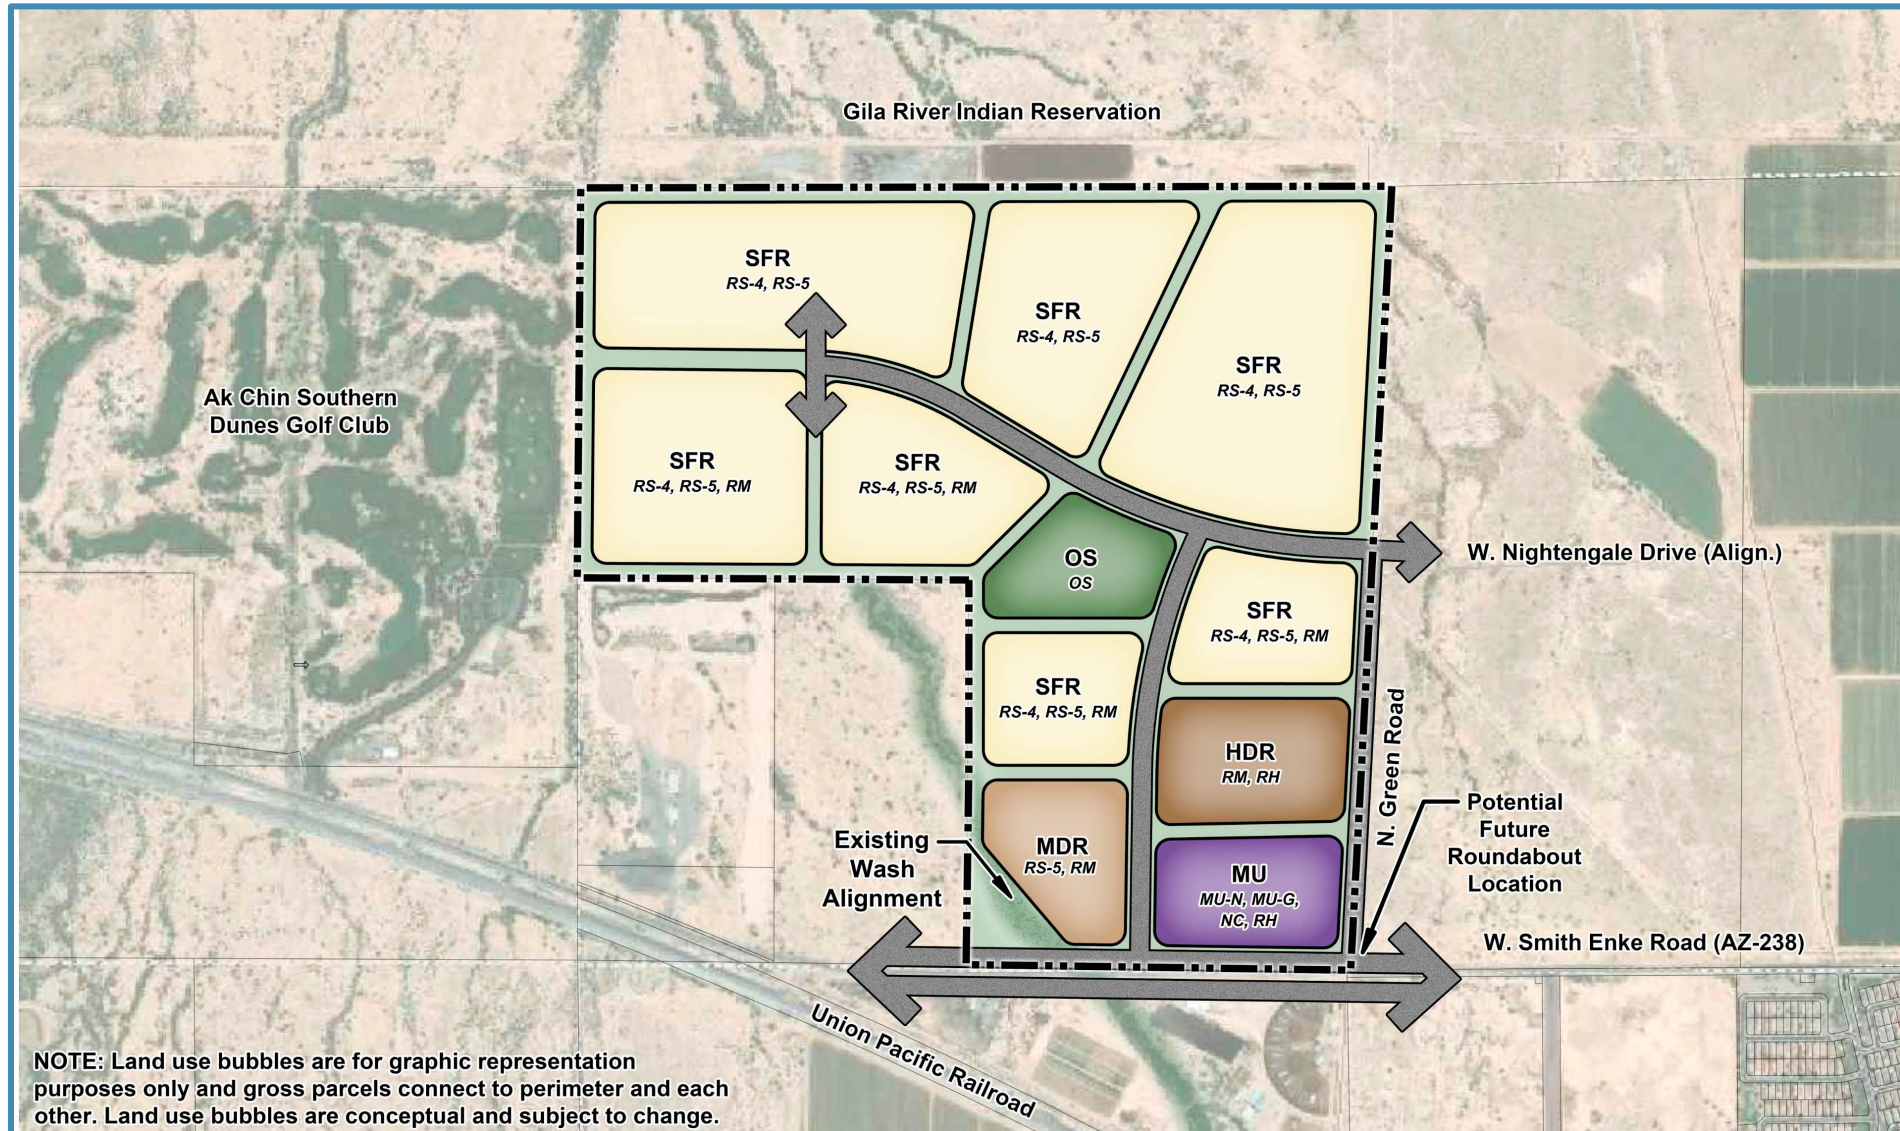 Gila River Indian Reservation
SFR
RS-4, RS-5
SFR
RS-4, RS-5
SFR
RS-4, RS-5
Ak Chin Southern
Dunes Golf Club
SFR
RS-4, RS-5, RM
SFR
RS-4, RS-5, RM
OS
OS
W. Nightengale Drive (Align.)
SFR
RS-4, RS-5, RM
SFR
RS-4, RS-5, RM
HDR
RM, RH
N. Green Road
Potential
Future
Roundabout
Location
Existing
Wash
Alignment
MDR
RS-5, RM
MU
MU-N, MU-G,
NC, RH
W. Smith Enke Road (AZ-238)
Union Pacific Railroad
NOTE: Land use bubbles are for graphic representation
purposes only and gross parcels connect to perimeter and each
other. Land use bubbles are conceptual and subject to change.